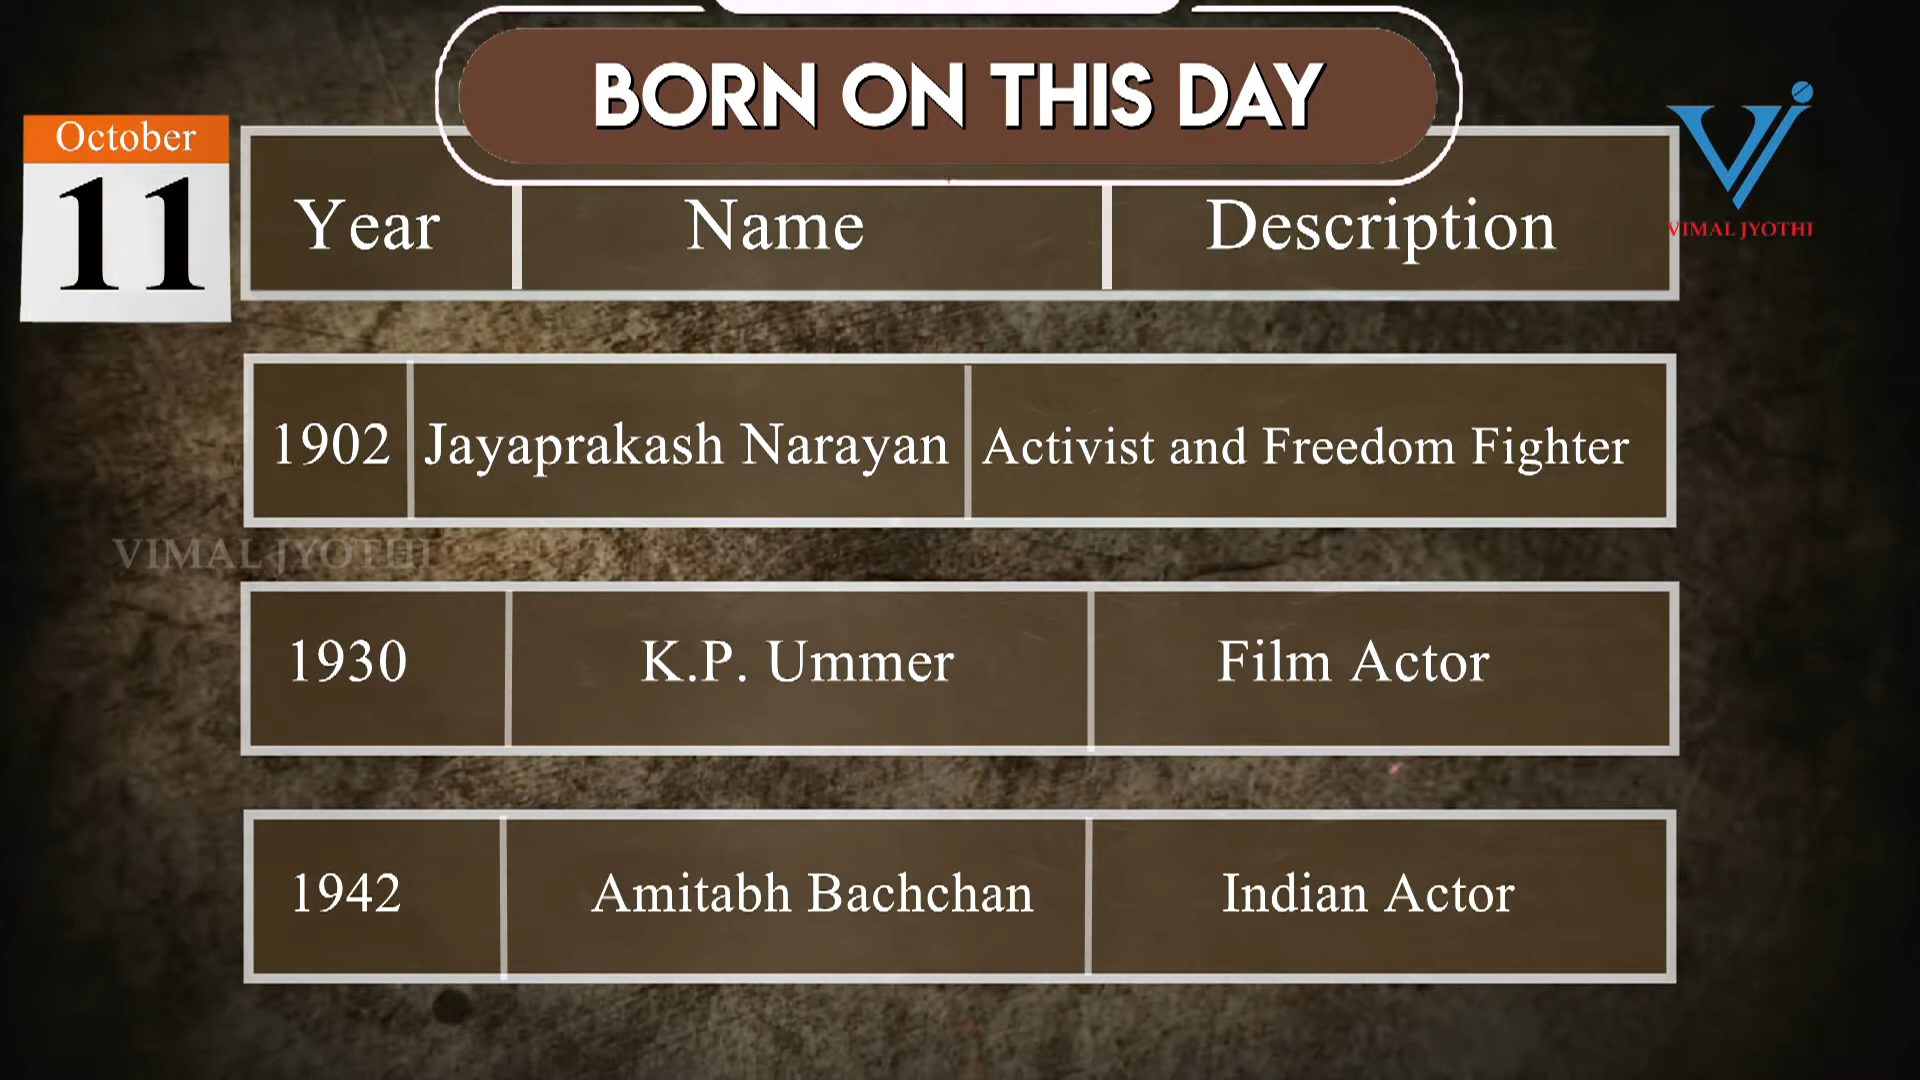 BORN ON THIS DAY
October
11
Year Name Description
VIMAL JYOTHI
1902 Jayaprakash Narayan Activist and Freedom Fighter
VIMAL JYOTHI
1930 K.P. Ummer Film Actor
1942 Amitabh Bachchan Indian Actor